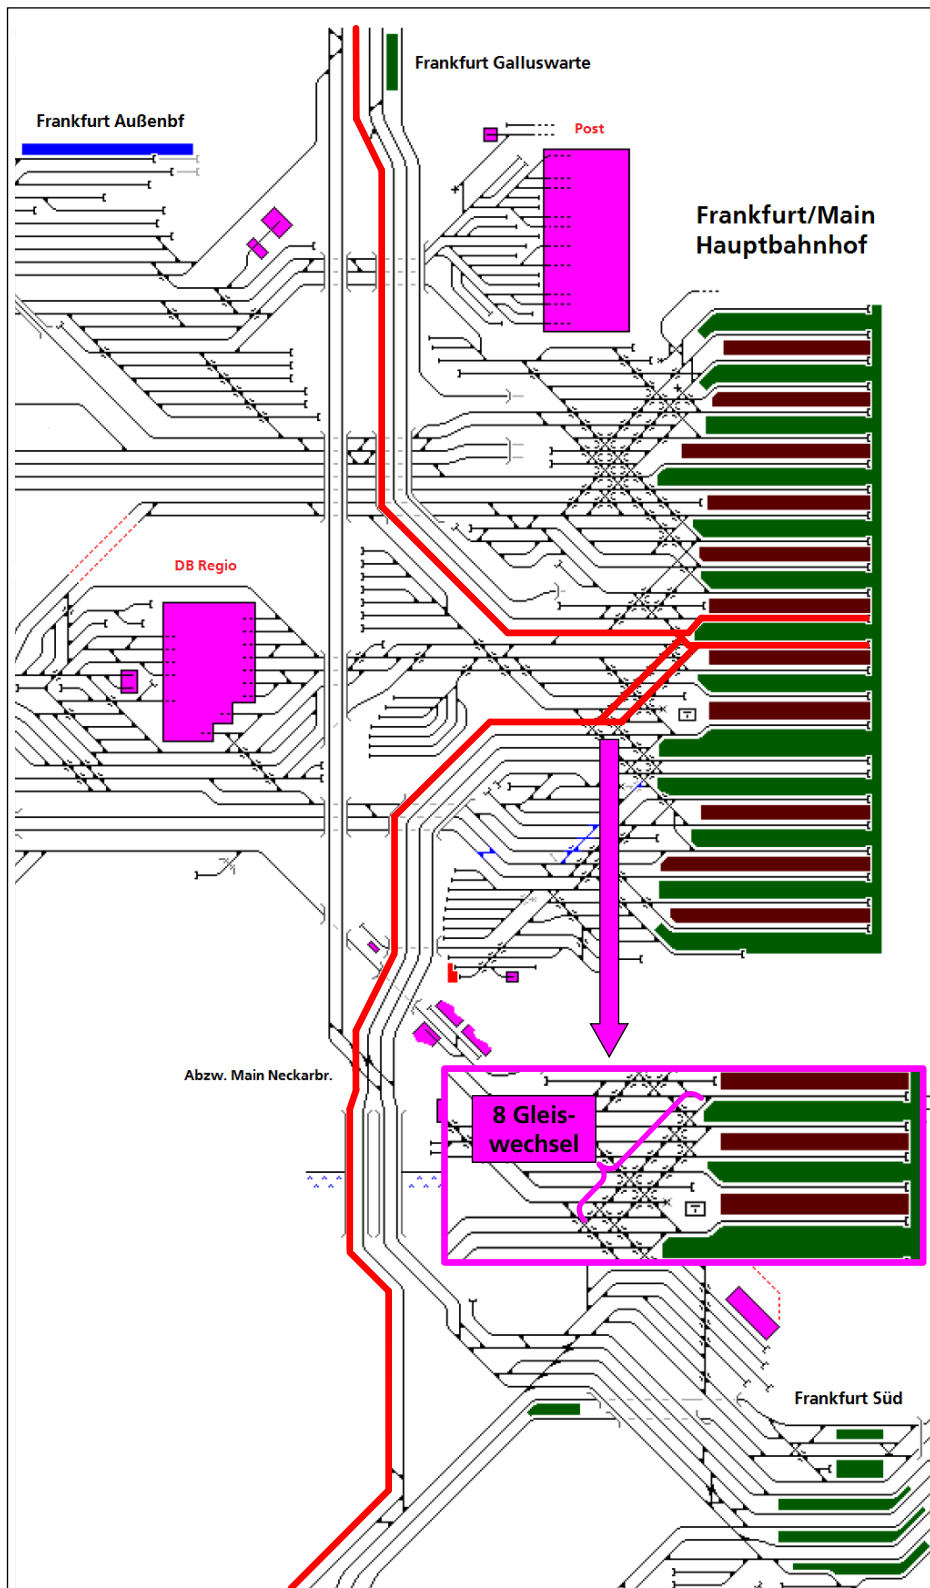 Frankfurt Galluswarte
Frankfurt Außenbf
Post
Frankfurt/Main
Hauptbahnhof
DB Regio
Abzw. Main Neckarbr.
8 Gleis-
wechsel
Frankfurt Süd